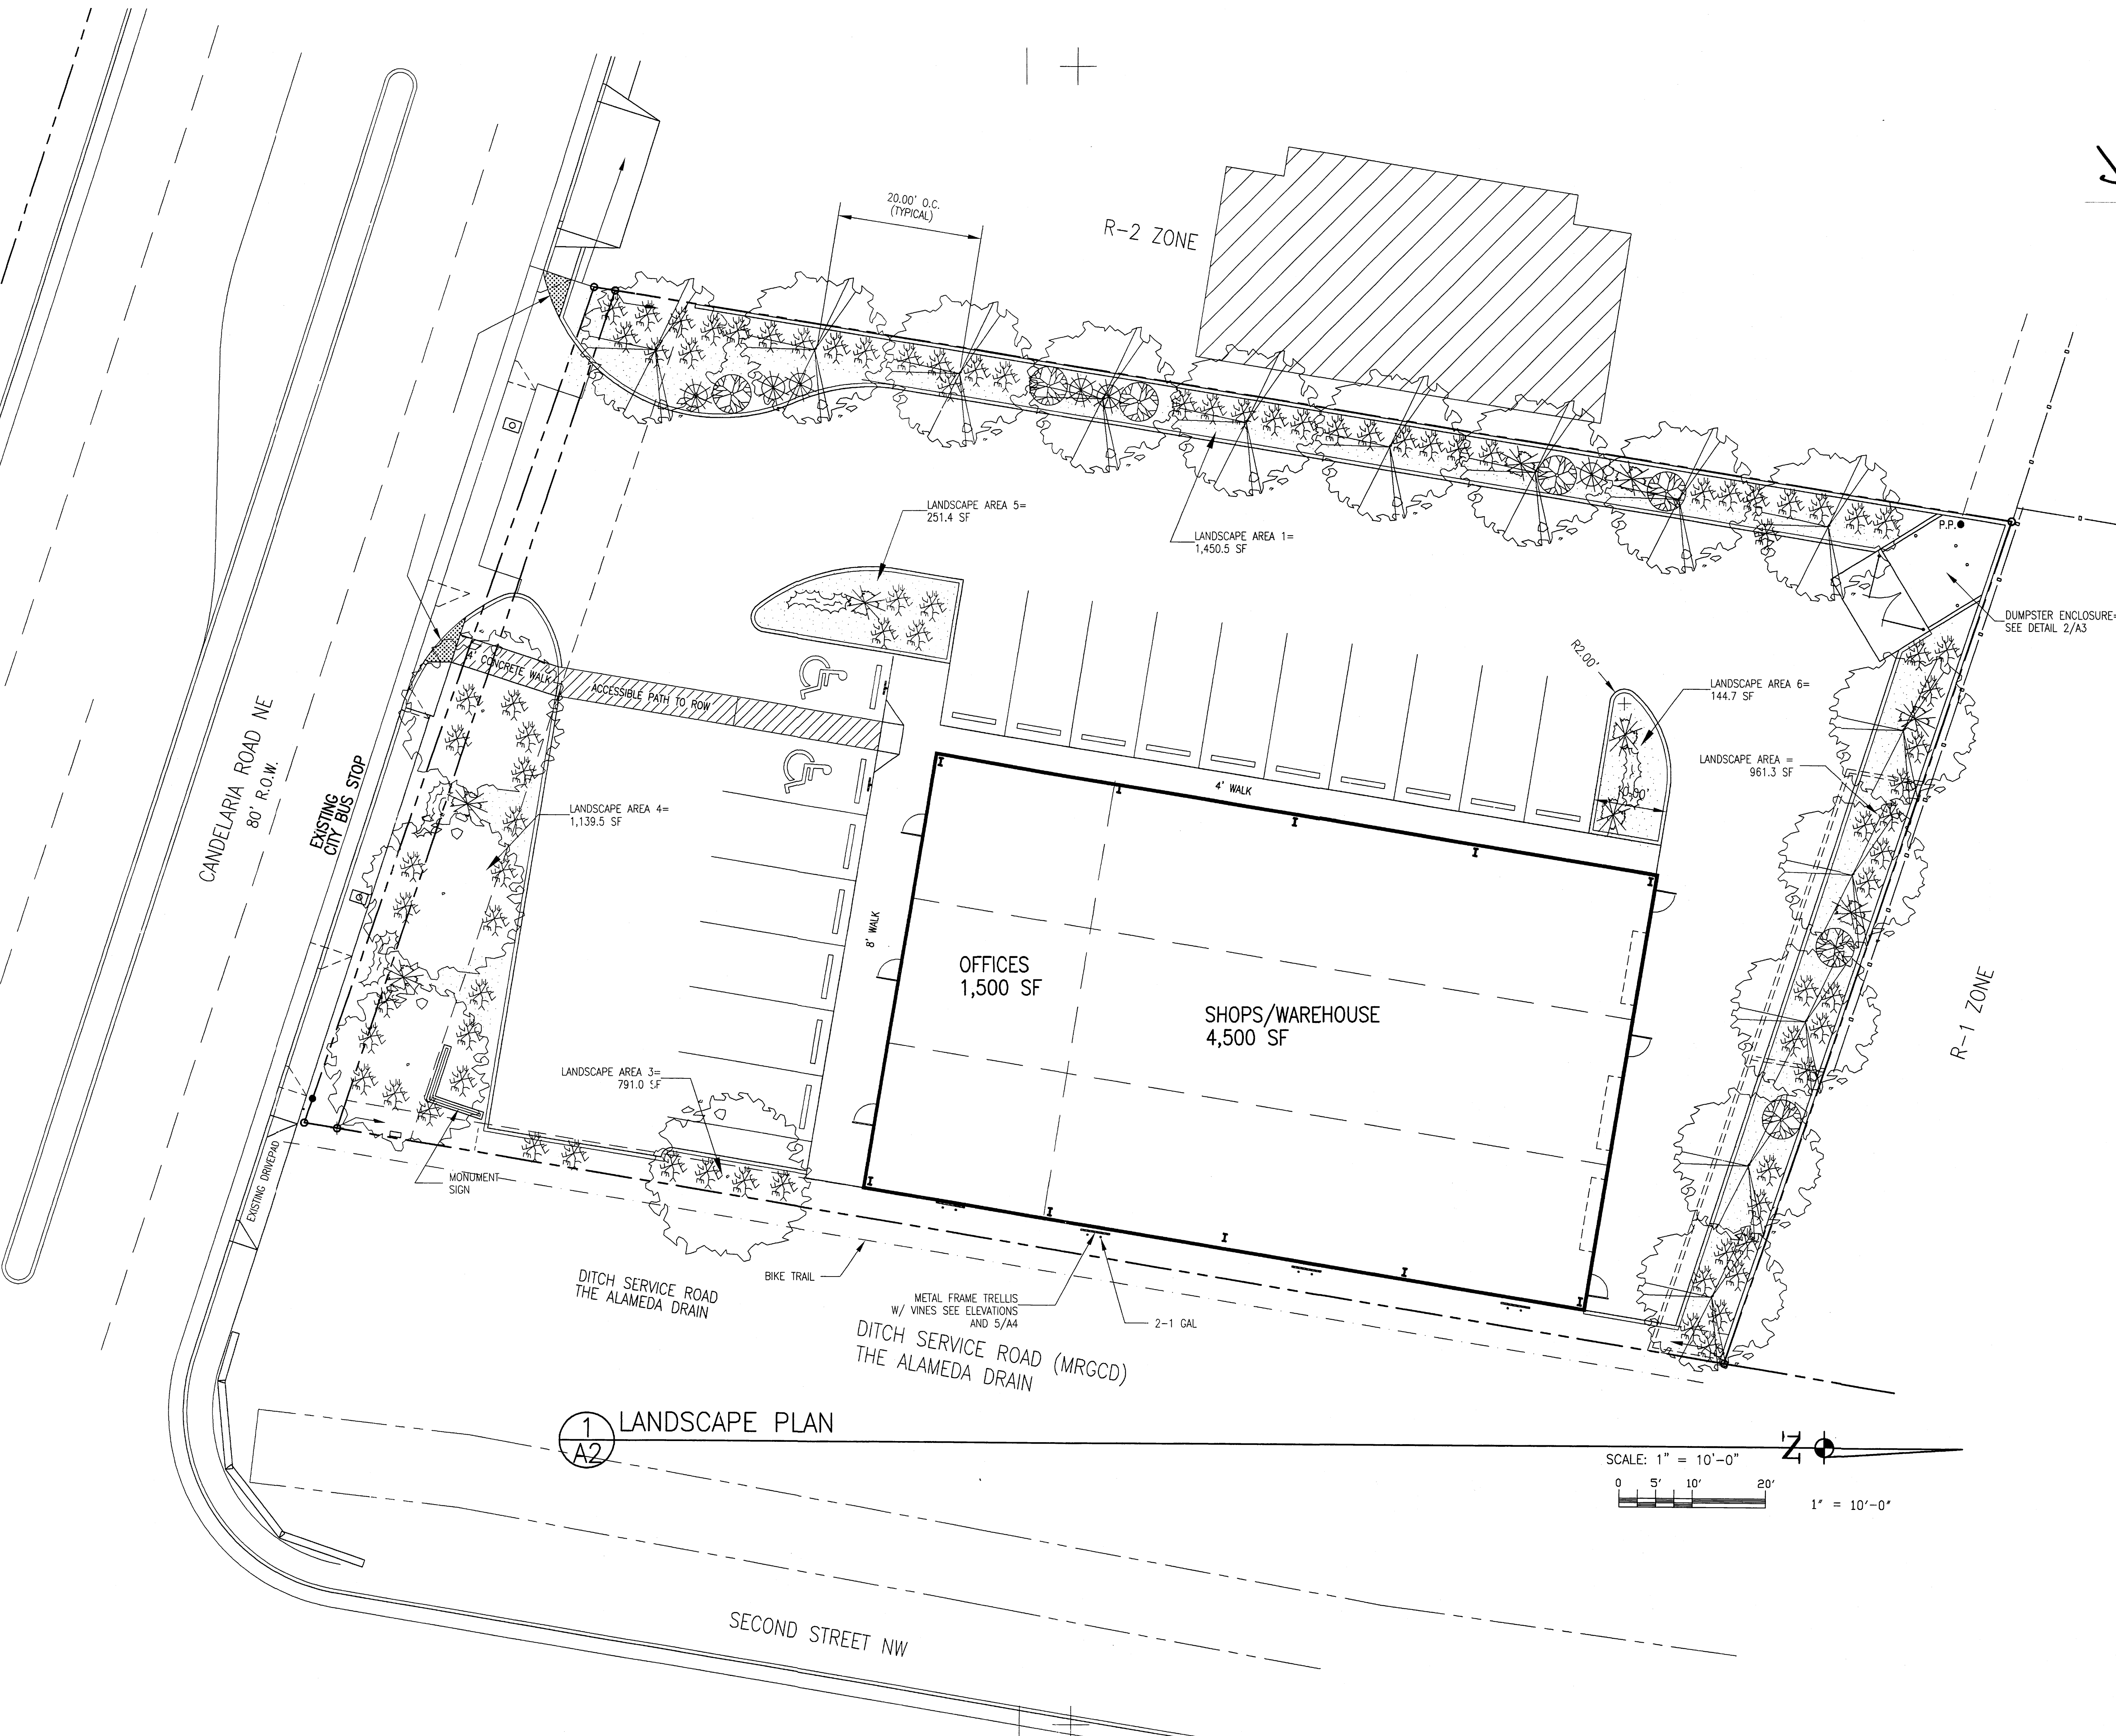 20.00' O.C.
(TYPICAL)
R-2 ZONE
LANDSCAPE AREA 5=
251.4 SF
LANDSCAPE AREA 1=
1,450.5 SF
P.P.
DUMPSTER ENCLOSURE=
SEE DETAIL 2/A3
R2.00'
LANDSCAPE AREA 6=
144.7 SF
LANDSCAPE AREA =
961.3 SF
4' CONCRETE WALK
ACCESSIBLE PATH TO ROW
CANDELARIA ROAD NE
80' R.O.W.
EXISTING
CITY BUS STOP
LANDSCAPE AREA 4=
1,139.5 SF
4' WALK
8' WALK
OFFICES
1,500 SF
SHOPS/WAREHOUSE
4,500 SF
R-1 ZONE
LANDSCAPE AREA 3=
791.0 SF
EXISTING DRIVEPAD
MONUMENT
SIGN
BIKE TRAIL
DITCH SERVICE ROAD
THE ALAMEDA DRAIN
METAL FRAME TRELLIS
W/ VINES SEE ELEVATIONS
AND 5/A4
2-1 GAL
DITCH SERVICE ROAD (MRGCD)
THE ALAMEDA DRAIN
1
A2
LANDSCAPE PLAN
N
SCALE: 1" = 10'-0"
0 5' 10' 20'
1" = 10'-0"
SECOND STREET NW